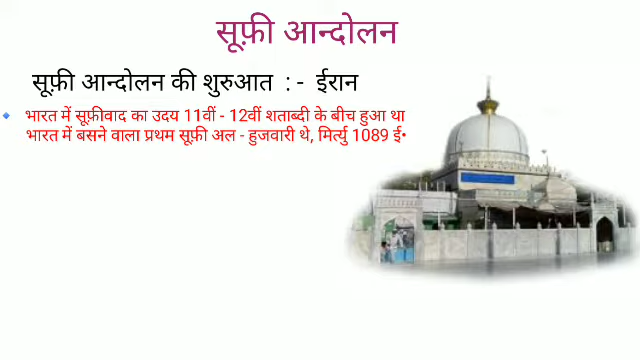 सूफ़ी आन्दोलन
सूफ़ी आन्दोलन की शुरुआत : - ईरान
भारत में सूफ़ीवाद का उदय 11वीं - 12वीं शताब्दी के बीच हुआ था
भारत में बसने वाला प्रथम सूफ़ी अल - हुजवारी थे, मिर्त्यु 1089 ई॰